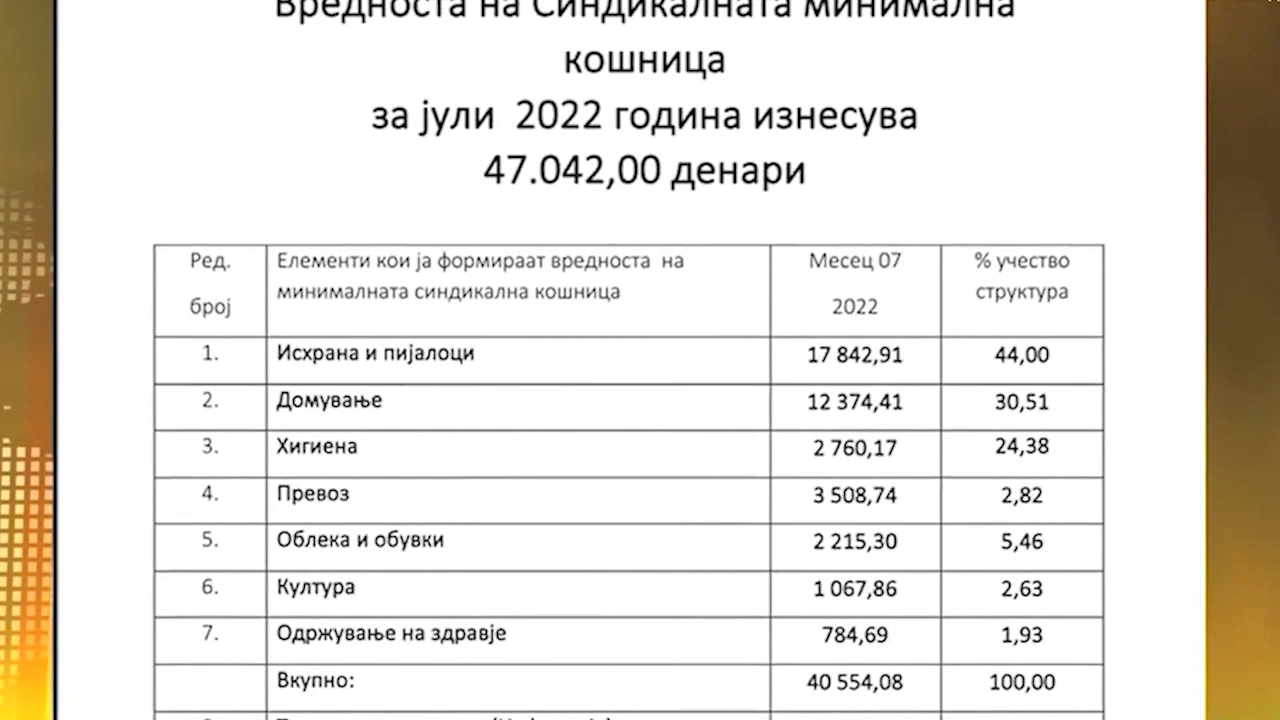 Вредноста на Синдикалната минимална
кошница
за јули 2022 година изнесува
47.042,00 денари
Ред. број Елементи кои ја формираат вредноста на минималната синдикална кошница Месец 07 2022 % учество структура
1. Исхрана и пијалоци 17 842,91 44,00
2. Домување 12 374,41 30,51
3. Хигиена 2 760,17 24,38
4. Превоз 3 508,74 2,82
5. Облека и обувки 2 215,30 5,46
6. Култура 1 067,86 2,63
7. Одржување на здравје 784,69 1,93
Вкупно: 40 554,08 100,00